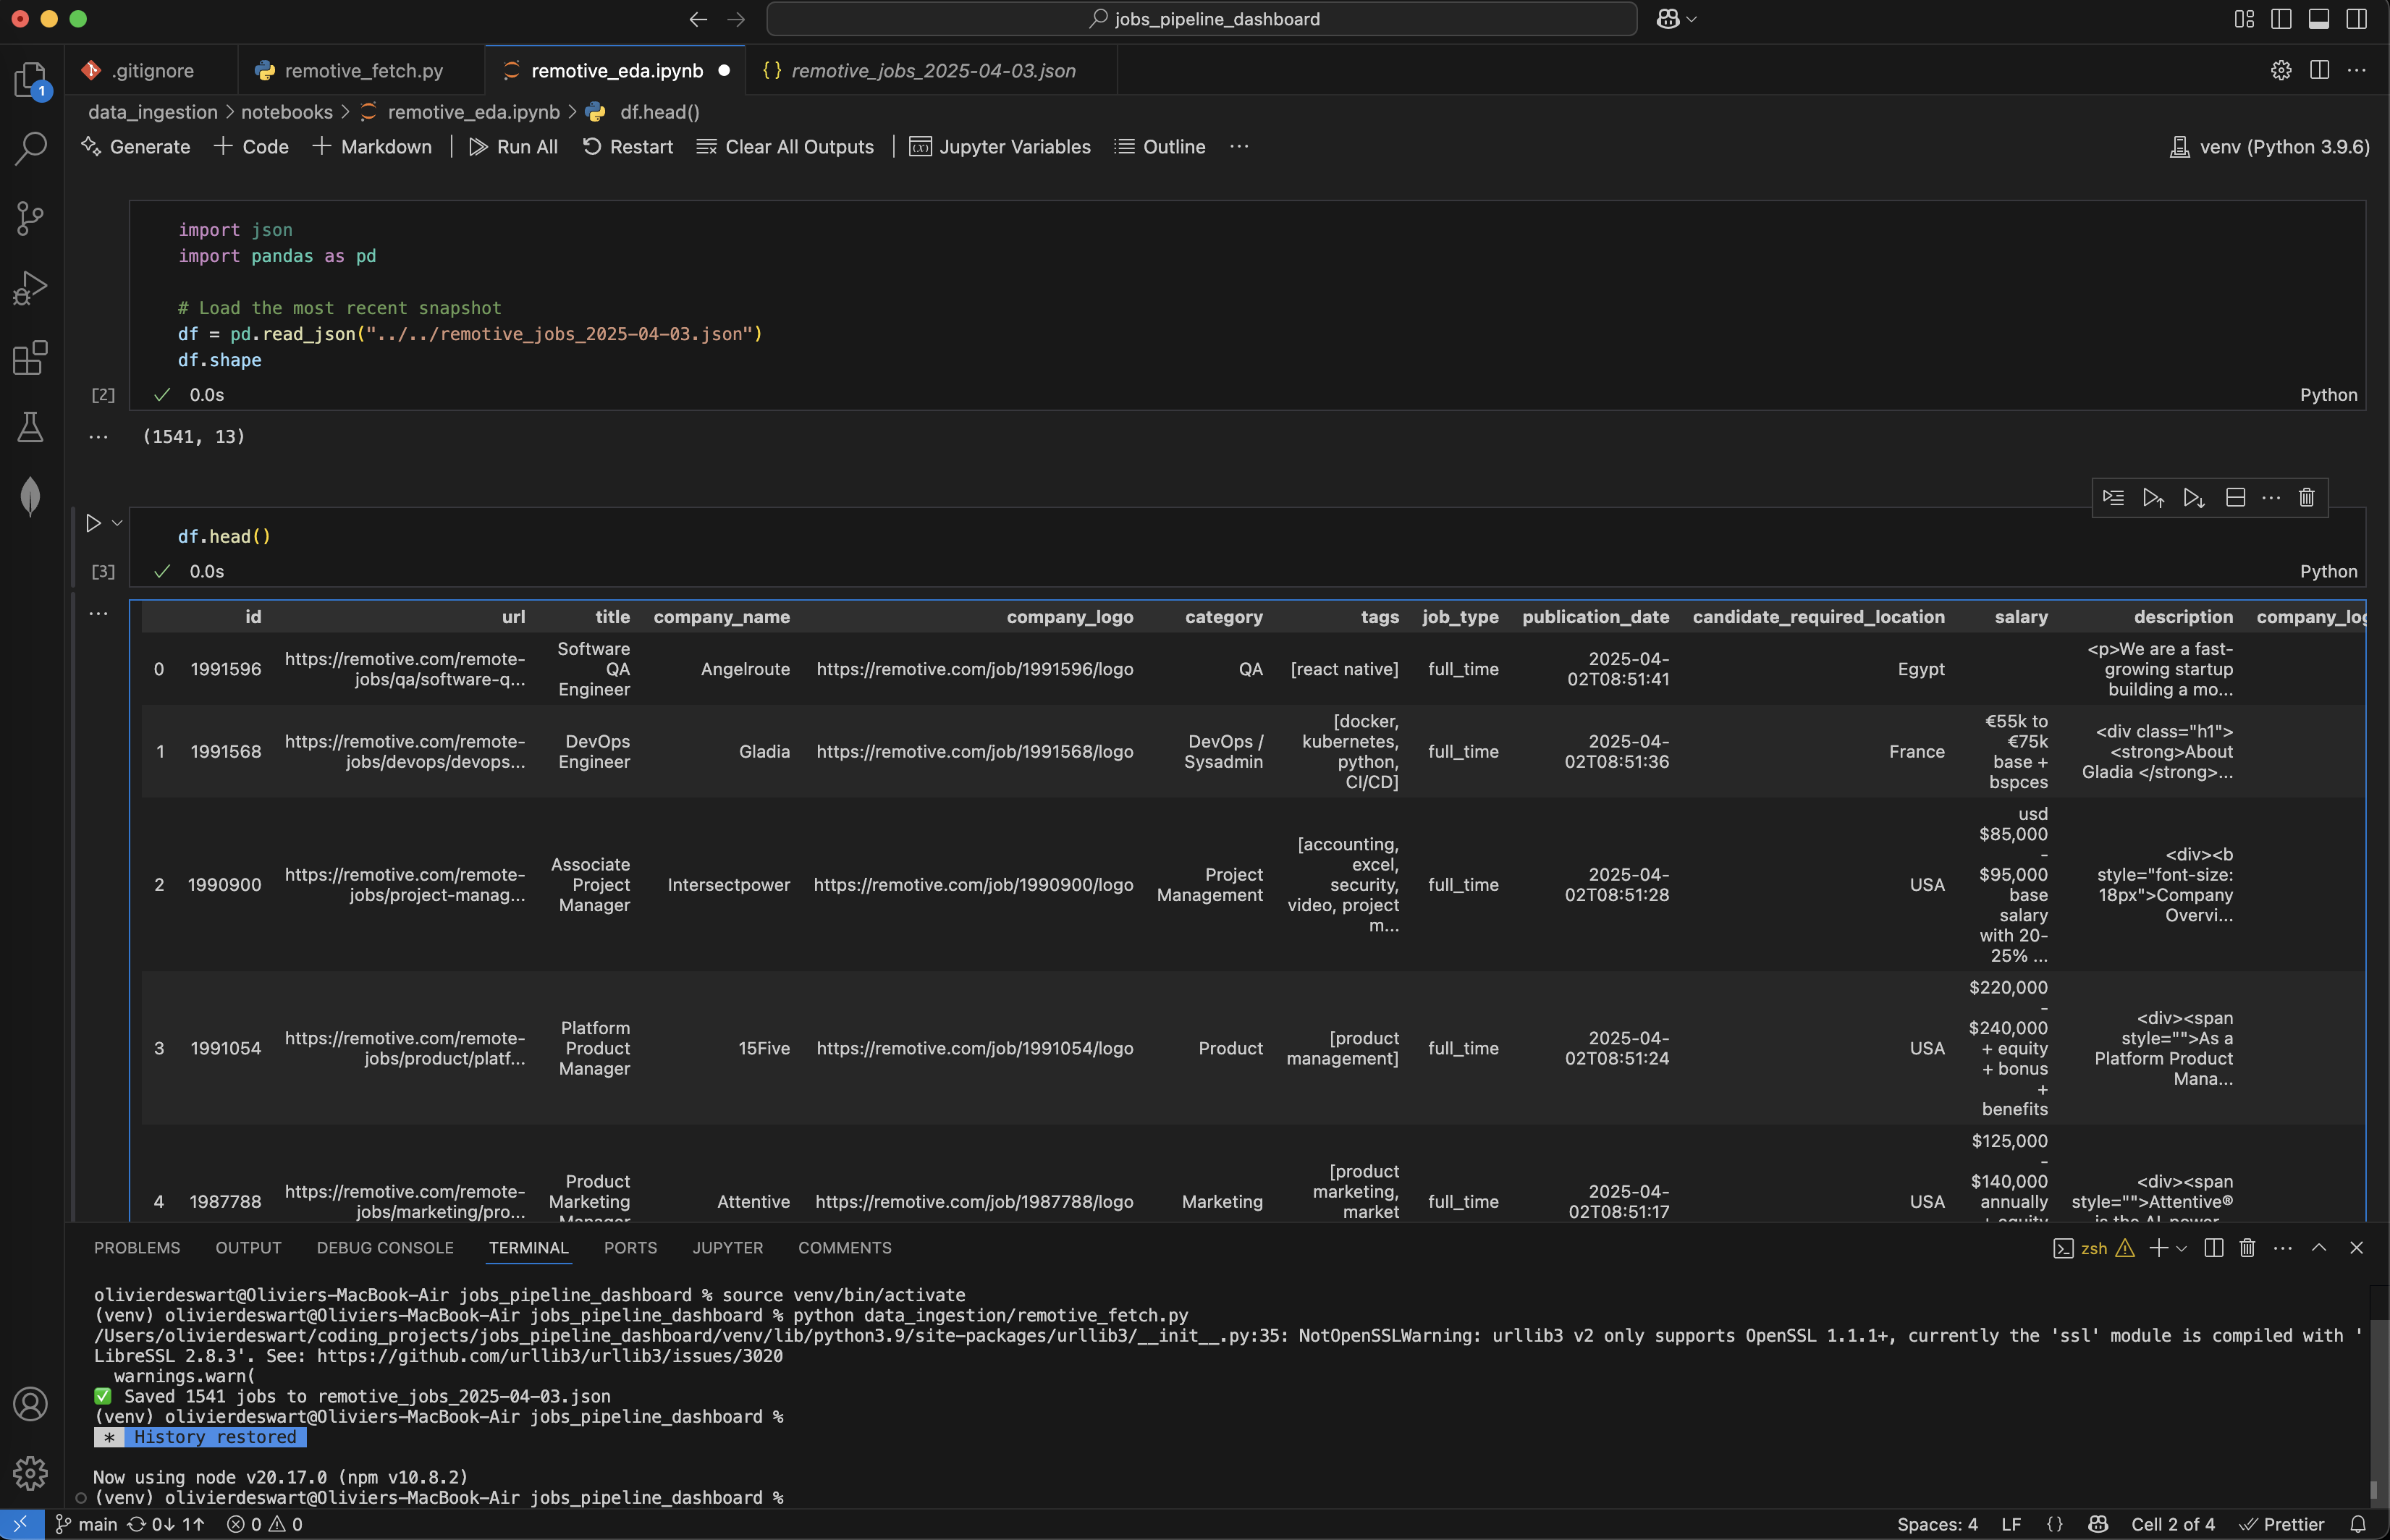 jobs_pipeline_dashboard
.gitignore
remotive_fetch.py
remotive_eda.ipynb
{} remotive_jobs_2025-04-03.json
1
data_ingestion > notebooks > remotive_eda.ipynb > df.head()
Generate + Code + Markdown | Run All Restart Clear All Outputs | Jupyter Variables Outline ...
venv (Python 3.9.6)
import json
import pandas as pd
# Load the most recent snapshot
df = pd.read_json("../../remotive_jobs_2025-04-03.json")
df.shape
[2] ✓ 0.0s Python
... (1541, 13)
df.head()
[3] ✓ 0.0s Python
...
id url title company_name company_logo category tags job_type publication_date candidate_required_location salary description company_log
0 1991596
https://remotive.com/remote-
jobs/qa/software-q...
Software
QA
Engineer
Angelroute
https://remotive.com/job/1991596/logo
QA
[react native]
full_time
2025-04-
02T08:51:41
Egypt
<p>We are a fast-
growing startup
building a mo...
1 1991568
https://remotive.com/remote-
jobs/devops/devops...
DevOps
Engineer
Gladia
https://remotive.com/job/1991568/logo
DevOps /
Sysadmin
[docker,
kubernetes,
python,
CI/CD]
full_time
2025-04-
02T08:51:36
France
€55k to
€75k
base +
bspces
<div class="h1">
<strong>About
Gladia </strong>...
2 1990900
https://remotive.com/remote-
jobs/project-manag...
Associate
Project
Manager
Intersectpower
https://remotive.com/job/1990900/logo
Project
Management
[accounting,
excel,
security,
video, project
m...
full_time
2025-04-
02T08:51:28
USA
usd
$85,000
-
$95,000
base
salary
with 20-
25% ...
<div><b
style="font-size:
18px">Company
Overvi...
3 1991054
https://remotive.com/remote-
jobs/product/platf...
Platform
Product
Manager
15Five
https://remotive.com/job/1991054/logo
Product
[product
management]
full_time
2025-04-
02T08:51:24
USA
$220,000
-
$240,000
+ equity
+ bonus
+
benefits
<div><span
style="">As a
Platform Product
Mana...
4 1987788
https://remotive.com/remote-
jobs/marketing/pro...
Product
Marketing
Manager
Attentive
https://remotive.com/job/1987788/logo
Marketing
[product
marketing,
market
full_time
2025-04-
02T08:51:17
USA
$125,000
-
$140,000
annually
+ equity
<div><span
style="">Attentive®
is the AI-power
PROBLEMS OUTPUT DEBUG CONSOLE TERMINAL PORTS JUPYTER COMMENTS
zsh
olivierdeswart@Oliviers-MacBook-Air jobs_pipeline_dashboard % source venv/bin/activate
(venv) olivierdeswart@Oliviers-MacBook-Air jobs_pipeline_dashboard % python data_ingestion/remotive_fetch.py
/Users/olivierdeswart/coding_projects/jobs_pipeline_dashboard/venv/lib/python3.9/site-packages/urllib3/__init__.py:35: NotOpenSSLWarning: urllib3 v2 only supports OpenSSL 1.1.1+, currently the 'ssl' module is compiled with '
LibreSSL 2.8.3'. See: https://github.com/urllib3/urllib3/issues/3020
warnings.warn(
✅ Saved 1541 jobs to remotive_jobs_2025-04-03.json
(venv) olivierdeswart@Oliviers-MacBook-Air jobs_pipeline_dashboard %
* History restored
Now using node v20.17.0 (npm v10.8.2)
(venv) olivierdeswart@Oliviers-MacBook-Air jobs_pipeline_dashboard %
main 0↓ 1↑ 0 0
Spaces: 4 LF {} Cell 2 of 4 Prettier